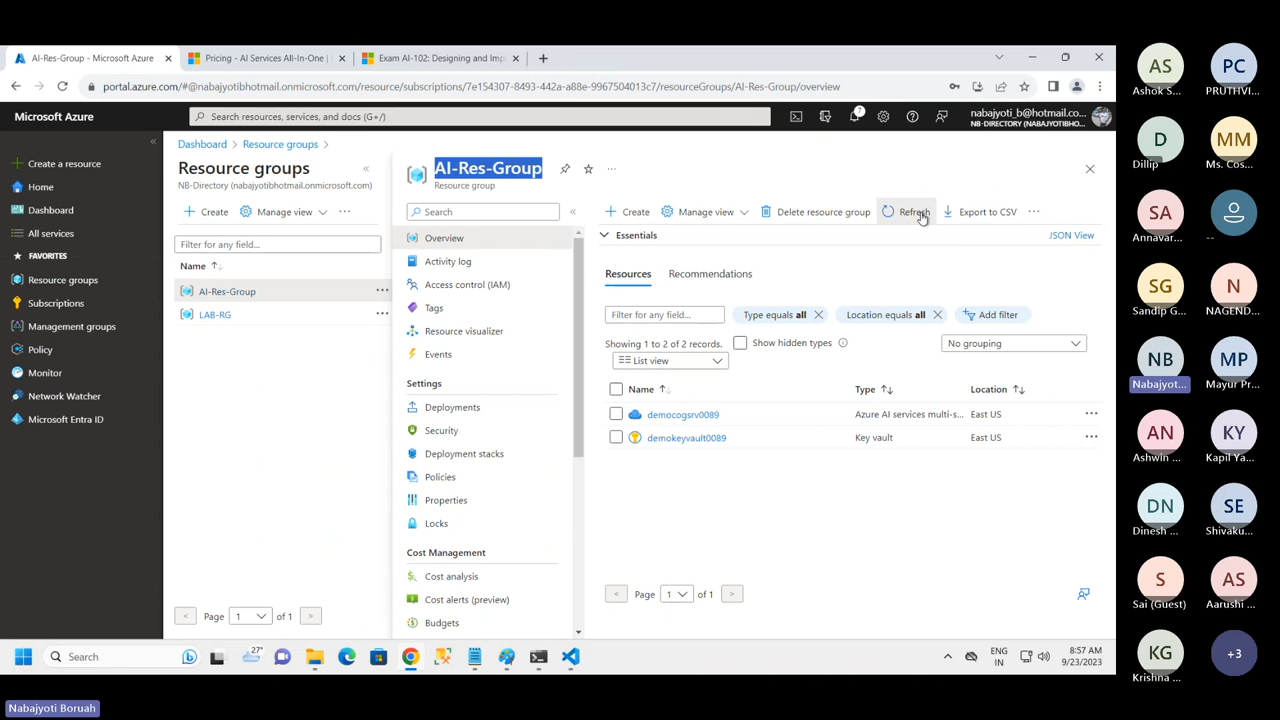 AI-Res-Group - Microsoft Azure
Pricing - AI Services All-In-One |
Exam AI-102: Designing and Imp
portal.azure.com/#@nabajyotibhotmail.onmicrosoft.com/resource/subscriptions/7e154307-8493-442a-a88e-9967504013c7/resourceGroups/AI-Res-Group/overview
Microsoft Azure
Search resources, services, and docs (G+/)
7
nabajyoti_b@hotmail.co...
NB-DIRECTORY (NABAJYOTIBHO...
Create a resource
Home
Dashboard
All services
FAVORITES
Resource groups
Subscriptions
Management groups
Policy
Monitor
Network Watcher
Microsoft Entra ID
Dashboard > Resource groups >
Resource groups
NB-Directory (nabajyotibhotmail.onmicrosoft.com)
Create
Manage view
Filter for any field...
Name
AI-Res-Group
LAB-RG
< Page 1 of 1 >
AI-Res-Group
Resource group
Search
Overview
Activity log
Access control (IAM)
Tags
Resource visualizer
Events
Settings
Deployments
Security
Deployment stacks
Policies
Properties
Locks
Cost Management
Cost analysis
Cost alerts (preview)
Budgets
Create
Manage view
Delete resource group
Refresh
Export to CSV
Essentials
JSON View
Resources
Recommendations
Filter for any field...
Type equals all
Location equals all
Add filter
Showing 1 to 2 of 2 records.
Show hidden types
No grouping
List view
Name
Type
Location
democogsrv0089
Azure AI services multi-s...
East US
demokeyvault0089
Key vault
East US
< Page 1 of 1 >
Search
27°
ENG
IN
8:57 AM
9/23/2023
AS
Ashok S...
PC
PRUTHVI...
D
Dillip
MM
Ms. Cos...
SA
Annavar...
--
SG
Sandip G...
N
NAGEND...
NB
Nabajyot...
MP
Mayur Pr...
AN
Ashwin ...
KY
Kapil Ya...
DN
Dinesh ...
SE
Shivaku...
S
Sai (Guest)
AS
Aarushi ...
KG
Krishna ...
+3
Nabajyoti Boruah